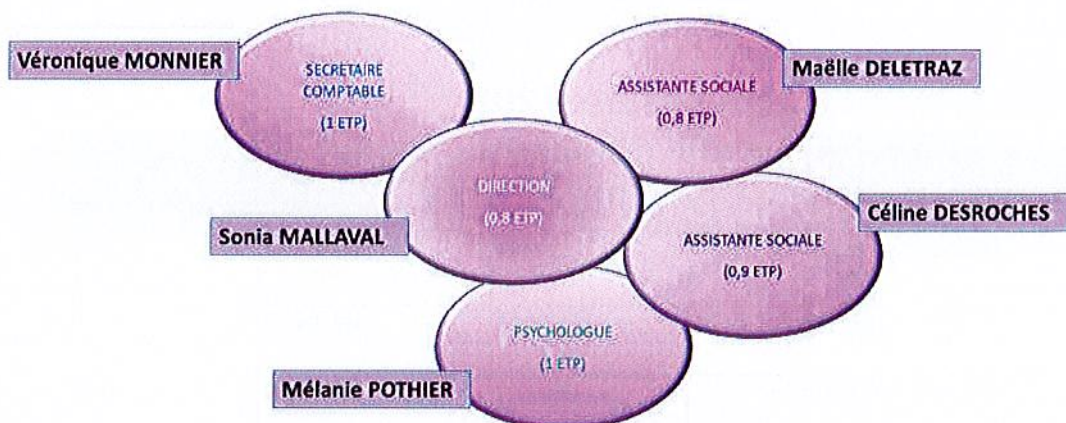 Véronique MONNIER
SECRÉTAIRE
COMPTABLE
(1 ETP)
ASSISTANTE SOCIALE
(0,8 ETP)
Maëlle DELETRAZ
DIRECTION
(0,8 ETP)
Sonia MALLAVAL
Céline DESROCHES
ASSISTANTE SOCIALE
(0,9 ETP)
PSYCHOLOGUE
(1 ETP)
Mélanie POTHIER